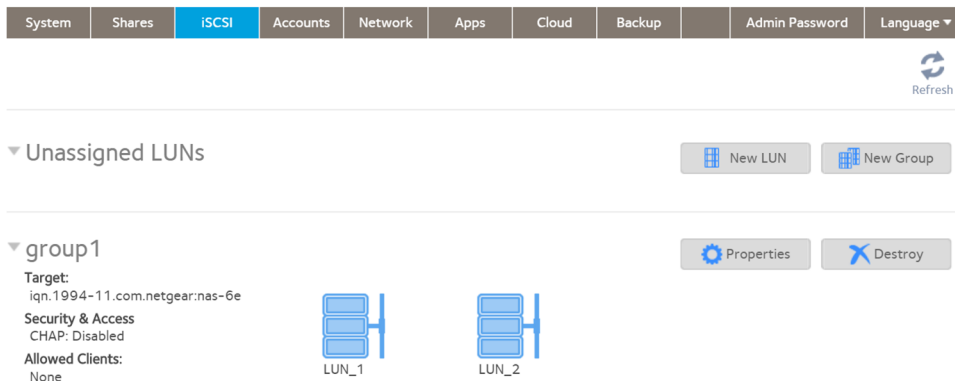 System Shares iSCSI Accounts Network Apps Cloud Backup Admin Password Language
Refresh
Unassigned LUNs New LUN New Group
group1 Properties Destroy
Target:
iqn.1994-11.com.netgear:nas-6e
Security & Access
CHAP: Disabled
Allowed Clients:
None
LUN_1 LUN_2